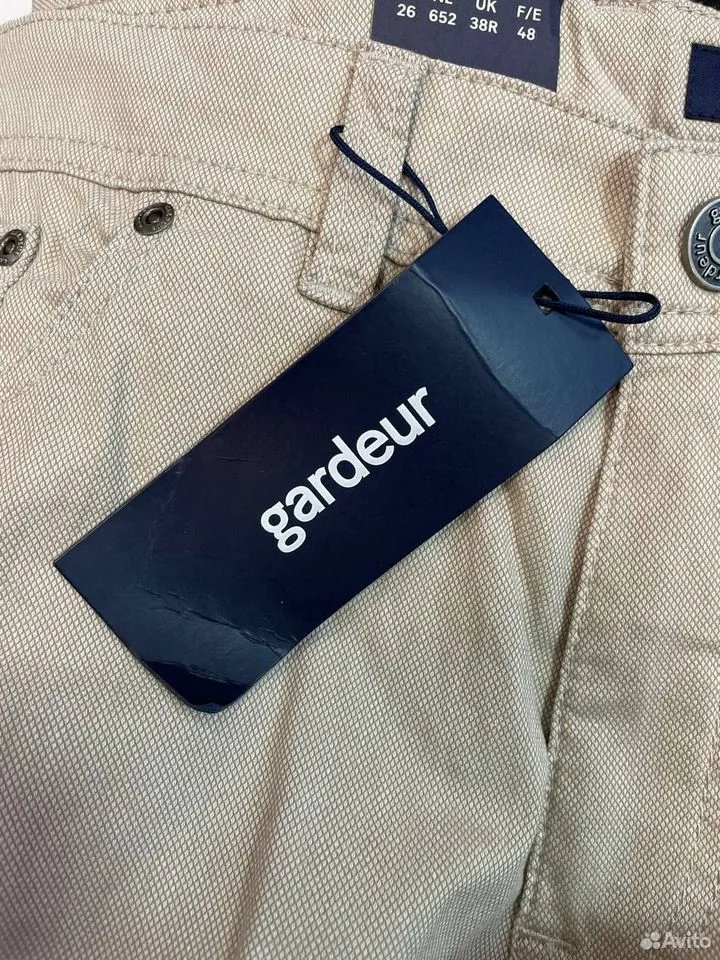 UK F/E
26 652 38R 48
gardeur
gardeur
Avito